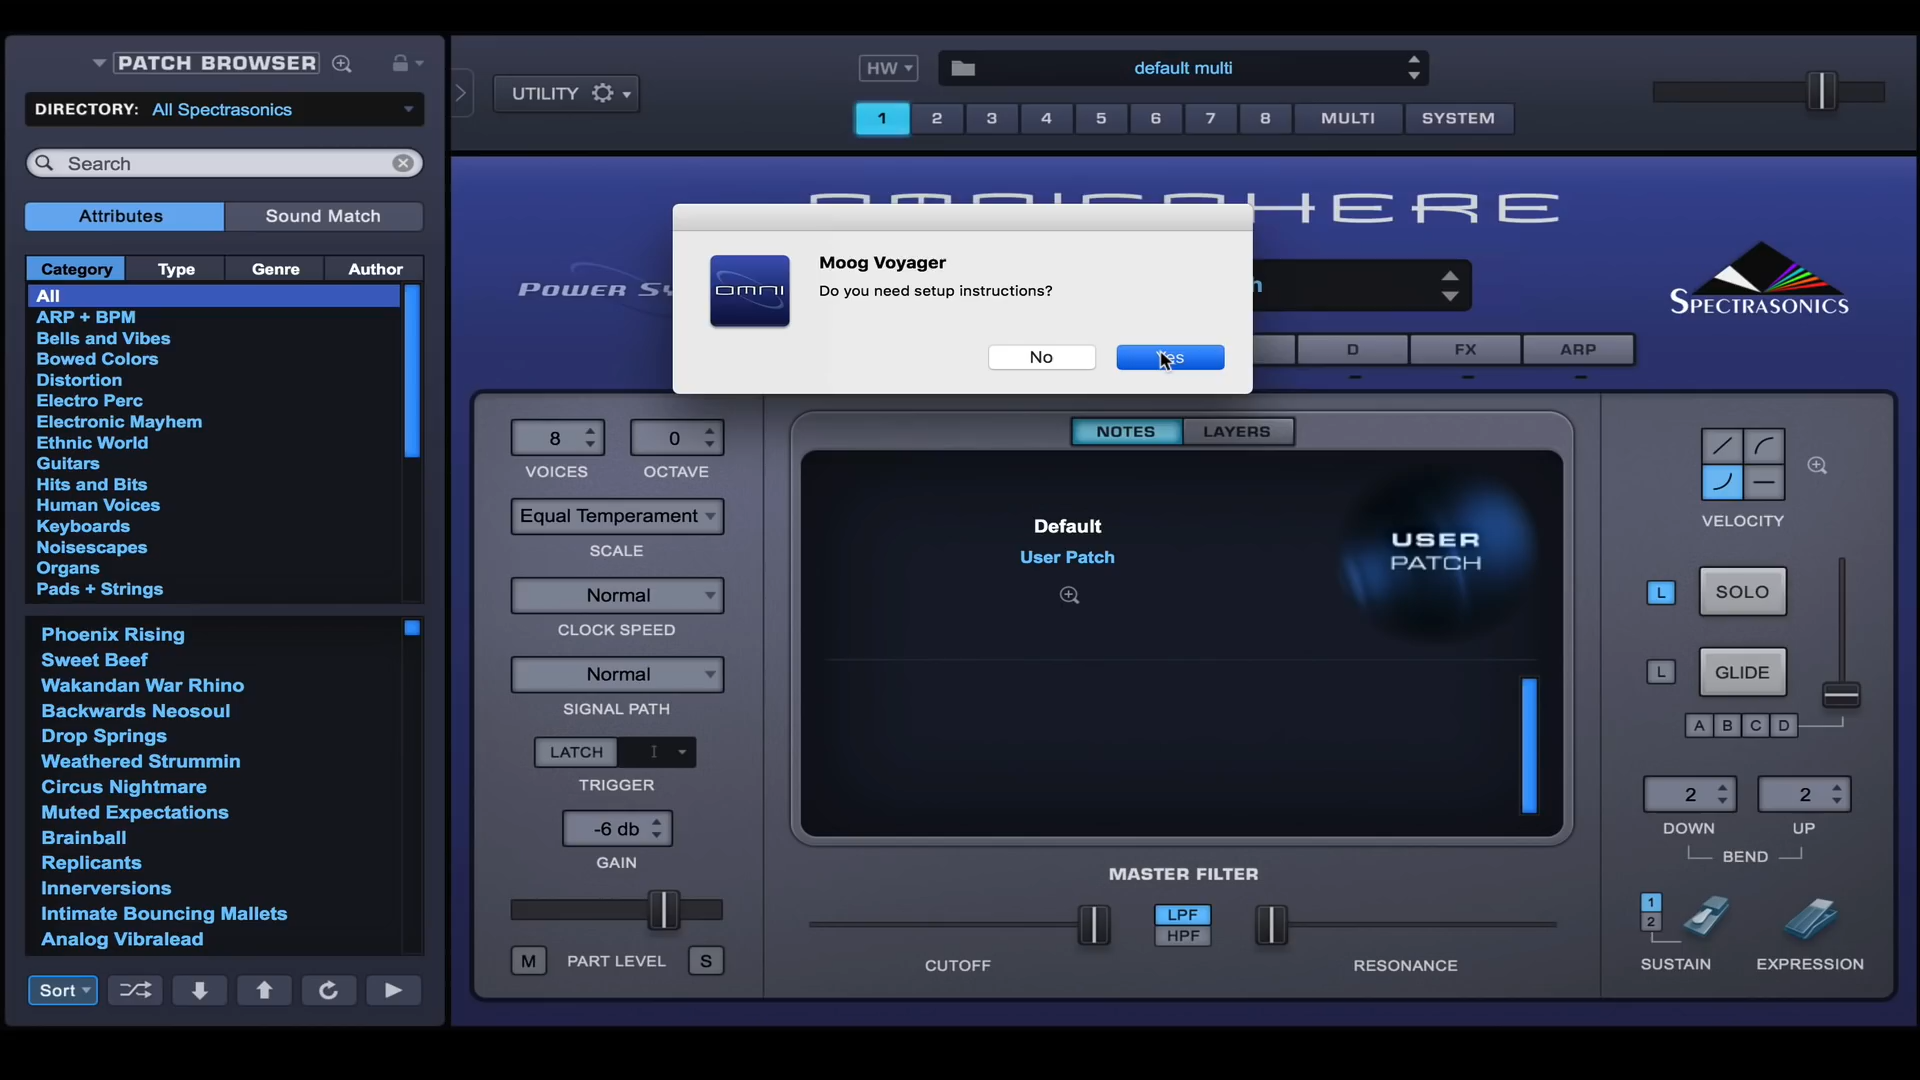 PATCH BROWSER
DIRECTORY: All Spectrasonics
Search
Attributes Sound Match
Category Type Genre Author
All
ARP + BPM
Bells and Vibes
Bowed Colors
Distortion
Electro Perc
Electronic Mayhem
Ethnic World
Guitars
Hits and Bits
Human Voices
Keyboards
Noisescapes
Organs
Pads + Strings
Phoenix Rising
Sweet Beef
Wakandan War Rhino
Backwards Neosoul
Drop Springs
Weathered Strummin
Circus Nightmare
Muted Expectations
Brainball
Replicants
Innerversions
Intimate Bouncing Mallets
Analog Vibralead
Sort
UTILITY
HW
default multi
1 2 3 4 5 6 7 8 MULTI SYSTEM
OMNISPHERE
POWER SY
SPECTRASONICS
Moog Voyager
Do you need setup instructions?
OMNI
No Yes
D FX ARP
8 0
VOICES OCTAVE
Equal Temperament
SCALE
Normal
CLOCK SPEED
Normal
SIGNAL PATH
LATCH
TRIGGER
-6 db
GAIN
M PART LEVEL S
NOTES LAYERS
Default
User Patch
USER
PATCH
MASTER FILTER
LPF
HPF
CUTOFF RESONANCE
VELOCITY
L SOLO
L GLIDE
A B C D
2 2
DOWN UP
BEND
1
2
SUSTAIN EXPRESSION